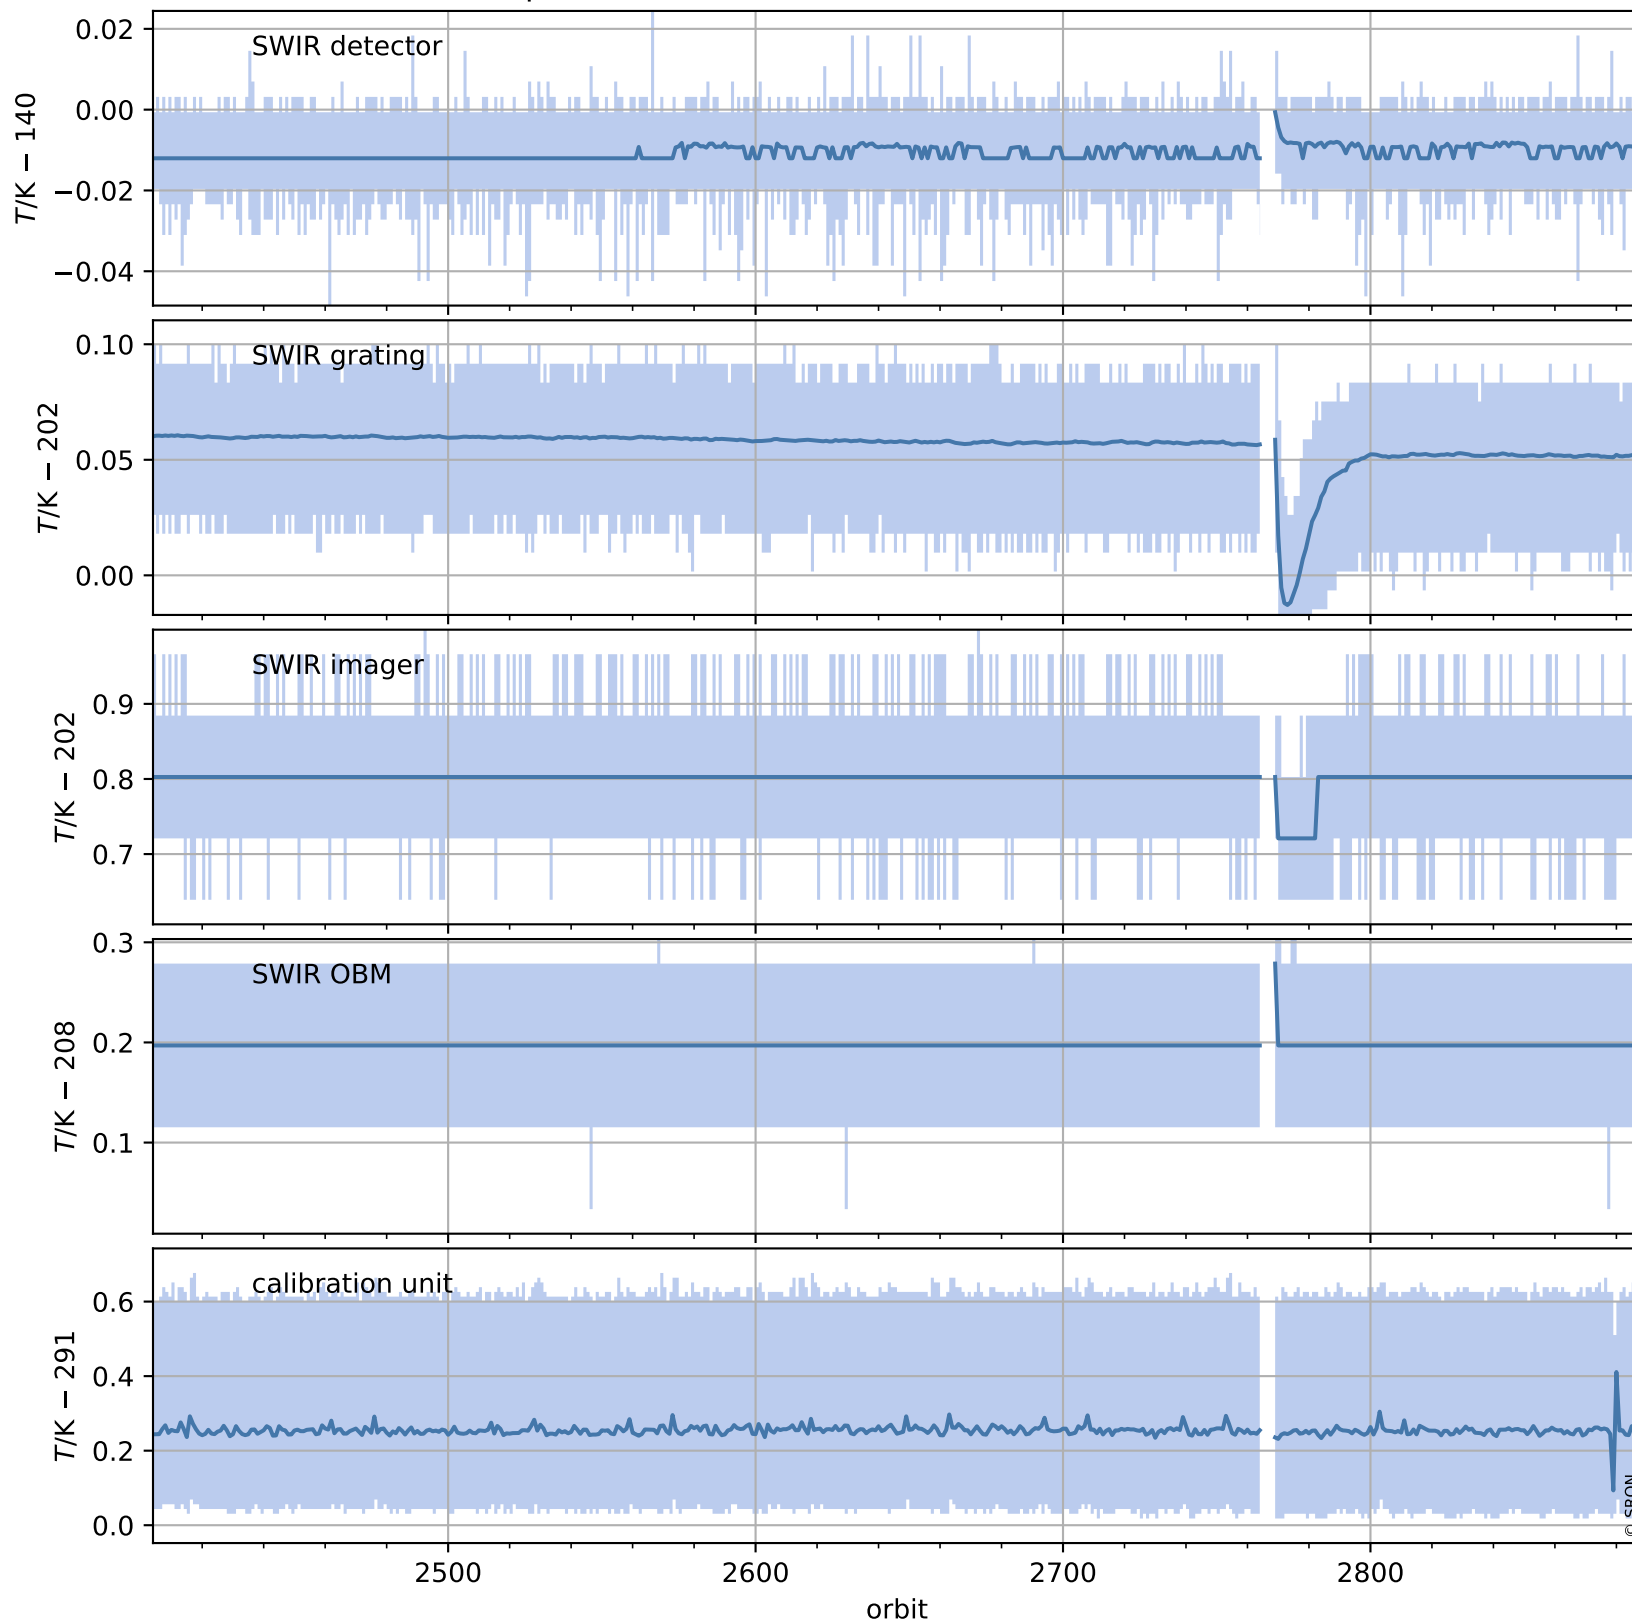 SWIR detector
0.02
0.00
−0.02
−0.04
T/K − 140
SWIR grating
0.10
0.05
0.00
T/K − 202
SWIR imager
0.9
0.8
0.7
T/K − 202
SWIR OBM
0.3
0.2
0.1
T/K − 208
calibration unit
0.6
0.4
0.2
0.0
T/K − 291
© SRON
2500
2600
2700
2800
orbit